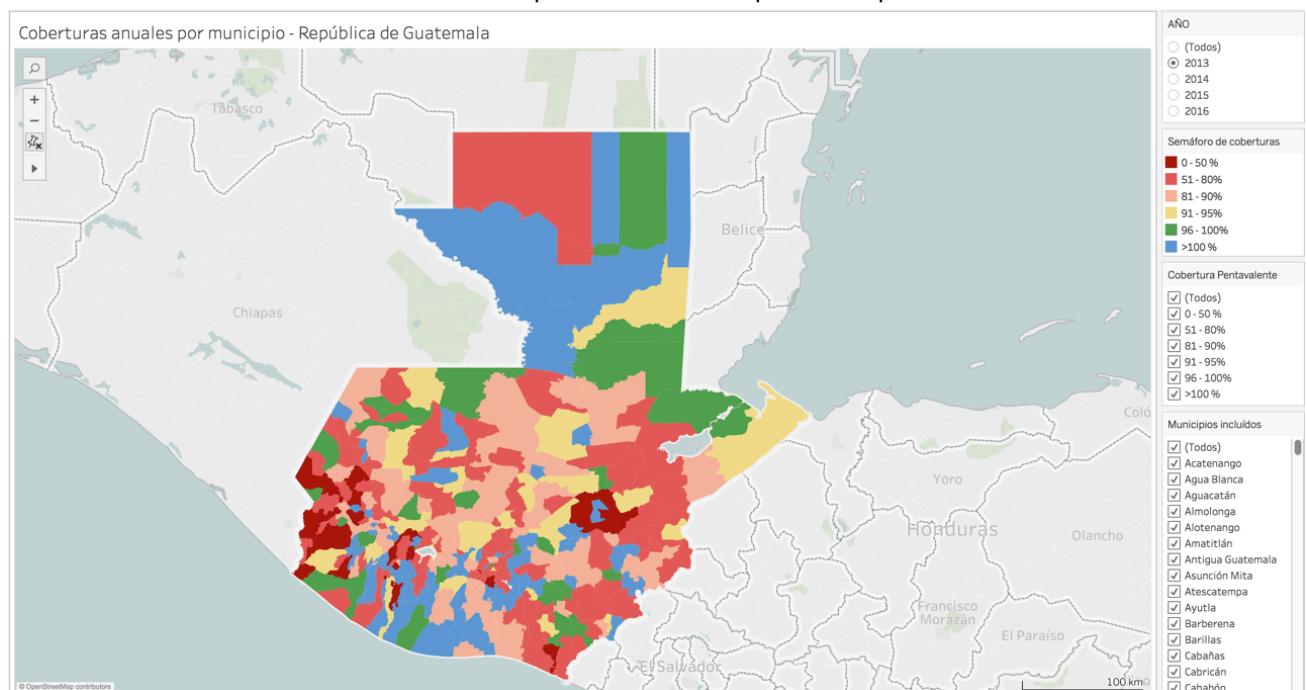 Coberturas anuales por municipio - República de Guatemala
Tabasco
Belice
Chiapas
Yoro
Honduras
Olancho
Francisco
Morazán
El Paraíso
El Salvador
Coló
100 km
© OpenStreetMap contributors
AÑO
(Todos)
2013
2014
2015
2016
Semáforo de coberturas
0 - 50 %
51 - 80%
81 - 90%
91 - 95%
96 - 100%
>100 %
Cobertura Pentavalente
(Todos)
0 - 50 %
51 - 80%
81 - 90%
91 - 95%
96 - 100%
>100 %
Municipios incluídos
(Todos)
Acatenango
Agua Blanca
Aguacatán
Almolonga
Alotenango
Amatitlán
Antigua Guatemala
Asunción Mita
Atescatempa
Ayutla
Barberena
Barillas
Cabañas
Cabricán
Cahabón